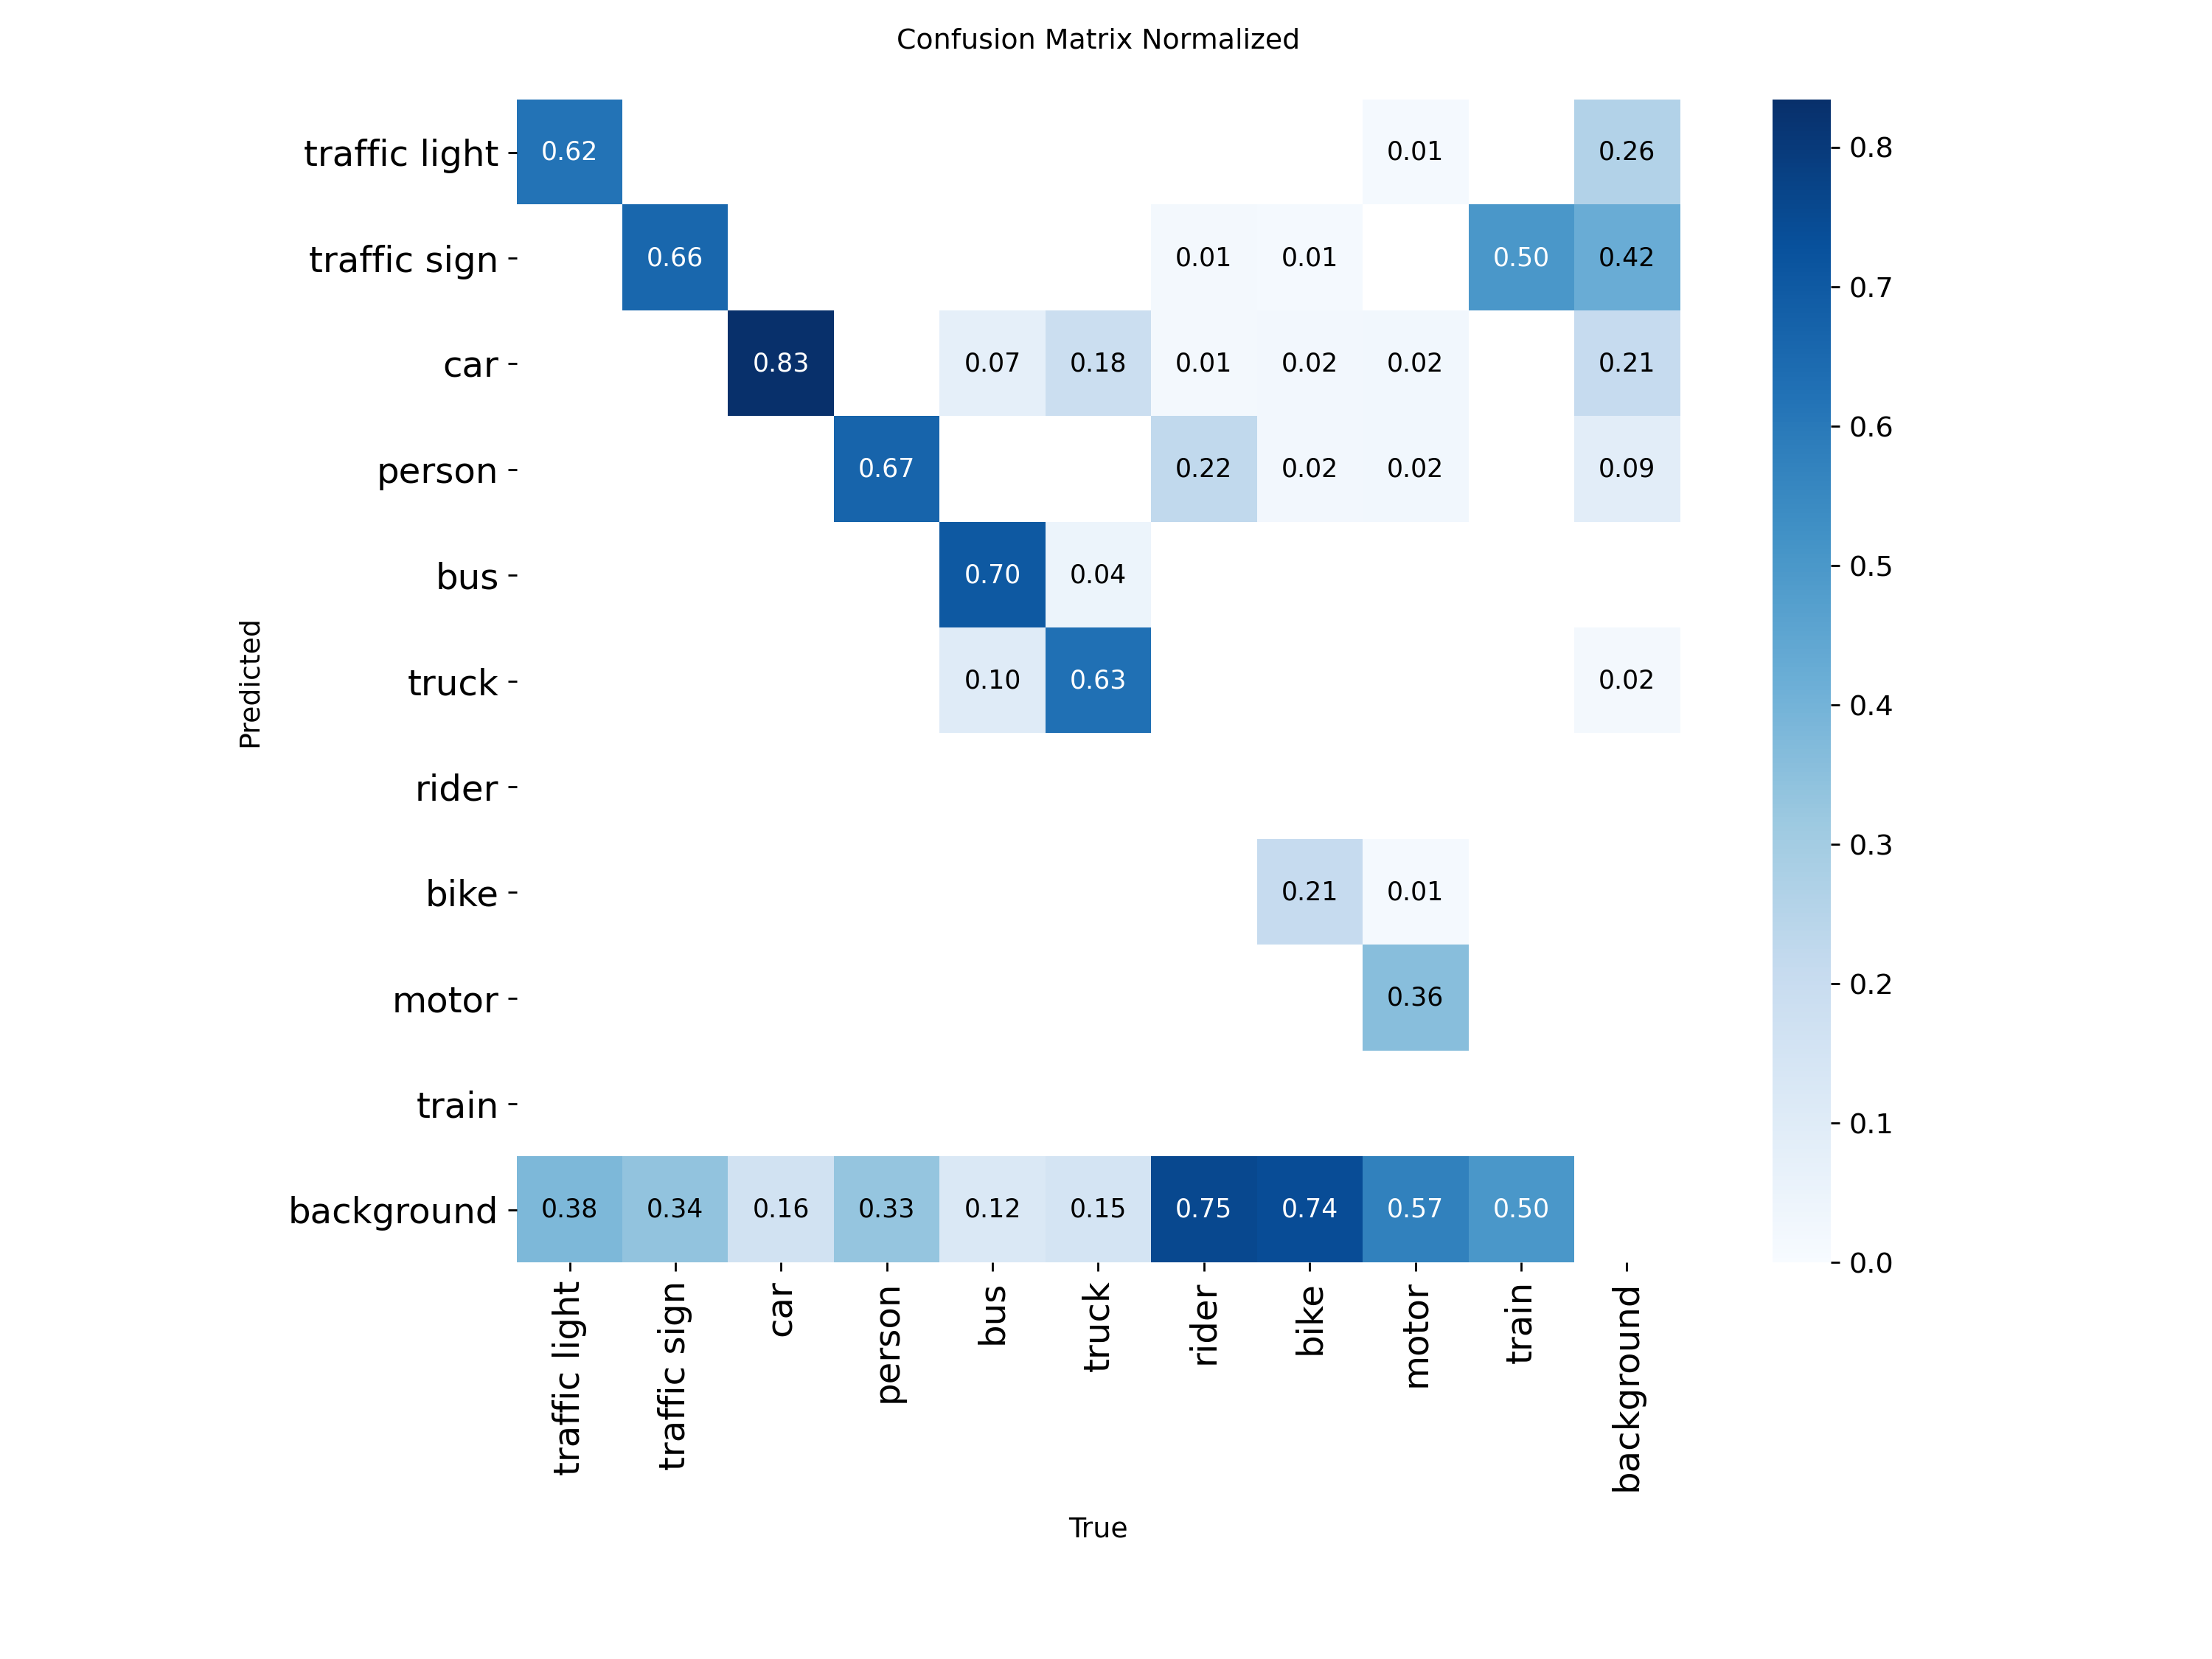 Confusion Matrix Normalized
traffic light 0.62 0.01 0.26
traffic sign 0.66 0.01 0.01 0.50 0.42
car 0.83 0.07 0.18 0.01 0.02 0.02 0.21
person 0.67 0.22 0.02 0.02 0.09
bus 0.70 0.04
truck 0.10 0.63 0.02
rider
bike 0.21 0.01
motor 0.36
train
background 0.38 0.34 0.16 0.33 0.12 0.15 0.75 0.74 0.57 0.50
Predicted
traffic light
traffic sign
car
person
bus
truck
rider
bike
motor
train
background
True
0.8
0.7
0.6
0.5
0.4
0.3
0.2
0.1
0.0